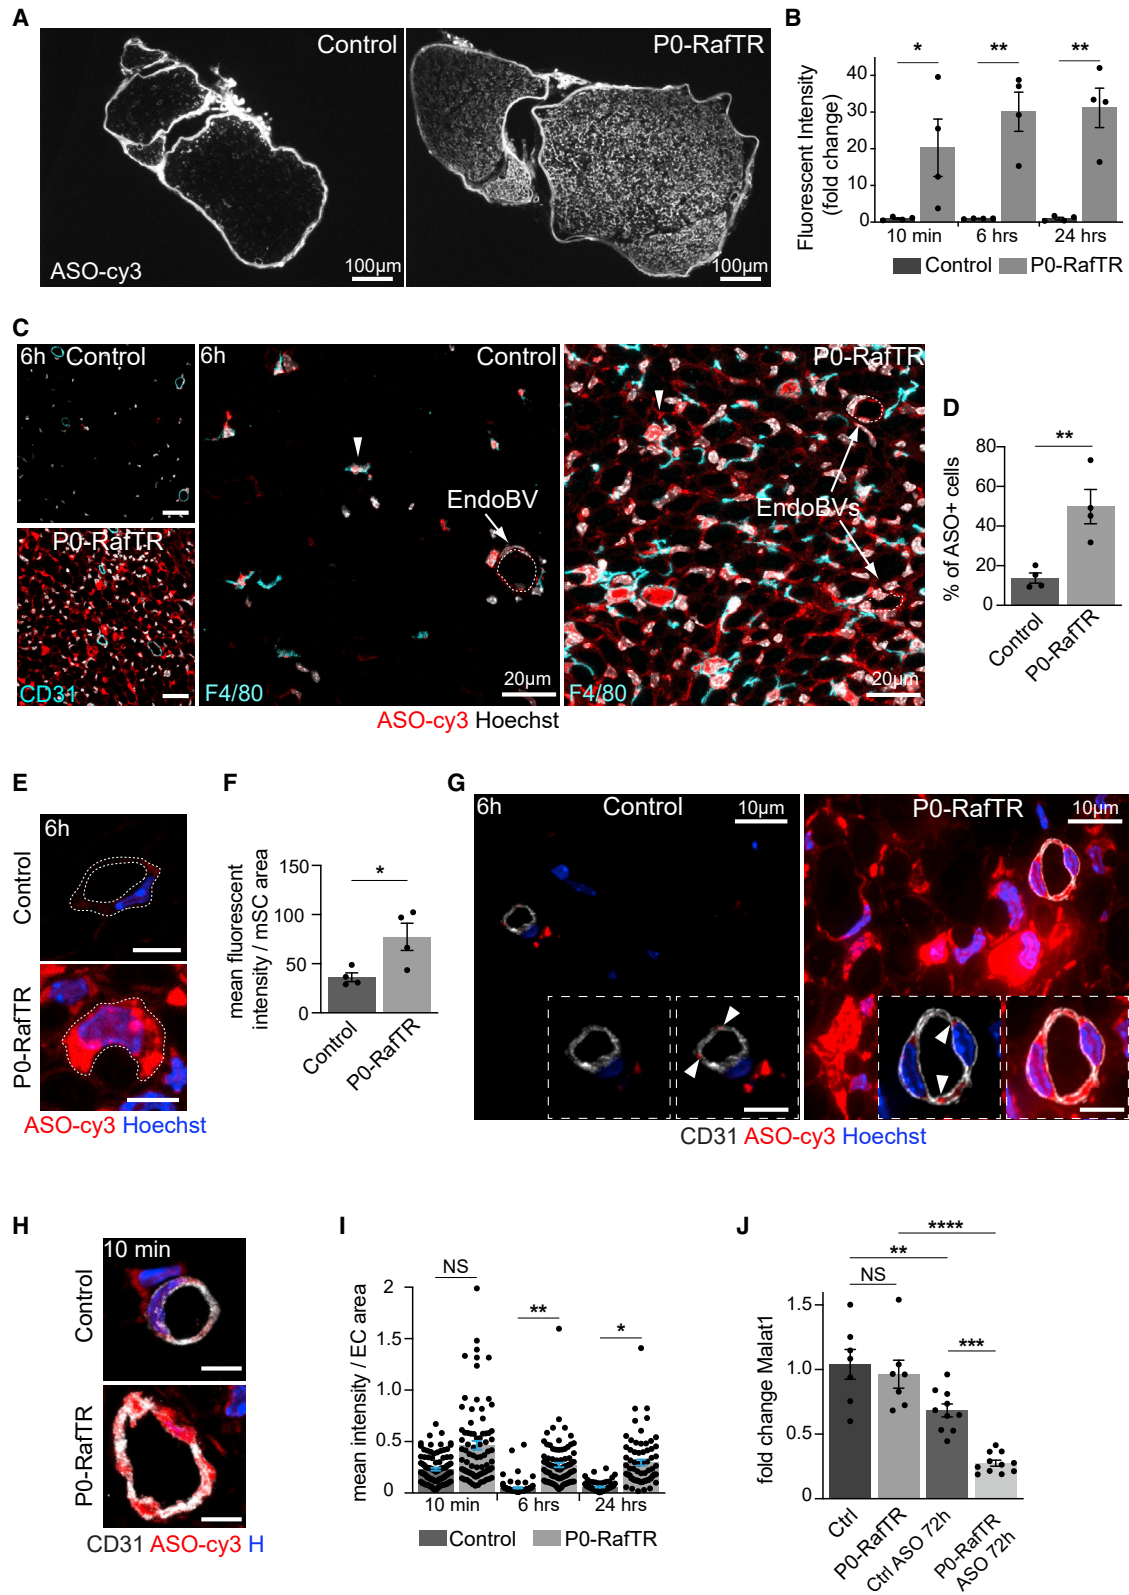 A
Control
P0-RafTR
ASO-cy3
100µm
100µm
B
Fluorescent Intensity
(fold change)
40
30
20
10
0
*
**
**
10 min
6 hrs
24 hrs
Control
P0-RafTR
C
6h
Control
P0-RafTR
CD31
6h
Control
EndoBV
F4/80
20µm
P0-RafTR
EndoBVs
F4/80
20µm
ASO-cy3 Hoechst
D
% of ASO+ cells
80
60
40
20
0
**
Control
P0-RafTR
E
6h
Control
P0-RafTR
ASO-cy3 Hoechst
F
mean fluorescent
intensity / mSC area
150
100
50
0
*
Control
P0-RafTR
G
6h
Control
10µm
P0-RafTR
10µm
CD31 ASO-cy3 Hoechst
H
10 min
Control
P0-RafTR
CD31 ASO-cy3 H
I
mean intensity / EC area
2
1.5
1.0
0.5
0
NS
**
*
10 min
6 hrs
24 hrs
Control
P0-RafTR
J
fold change Malat1
1.5
1.0
0.5
0
****
**
NS
***
Ctrl
P0-RafTR
Ctrl ASO 72h
P0-RafTR
ASO 72h